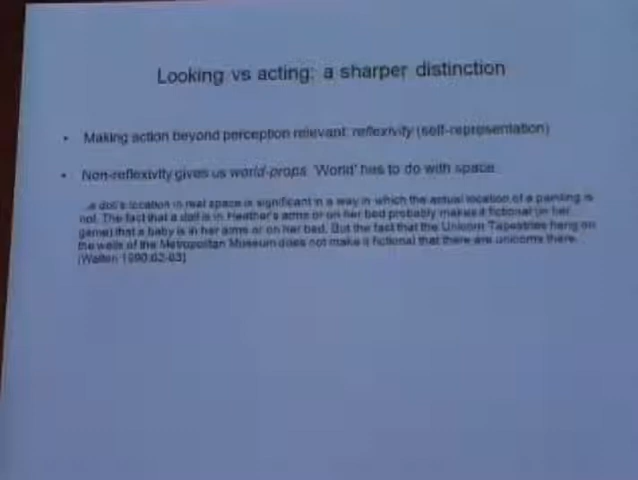 Looking vs acting: a sharper distinction
• Making action beyond perception relevant: reflexivity (self-representation)
• Non-reflexivity gives us world-props. 'World' has to do with space.
...a doll's location in real space is significant in a way in which the actual location of a painting is
not. The fact that a doll is in Heather's arms or on her bed probably makes it fictional (in her
game) that a baby is in her arms or on her bed. But the fact that the Unicorn Tapestries hang on
the walls of the Metropolitan Museum does not make it fictional that there are unicorns there.
(Walton 1990:62-63)